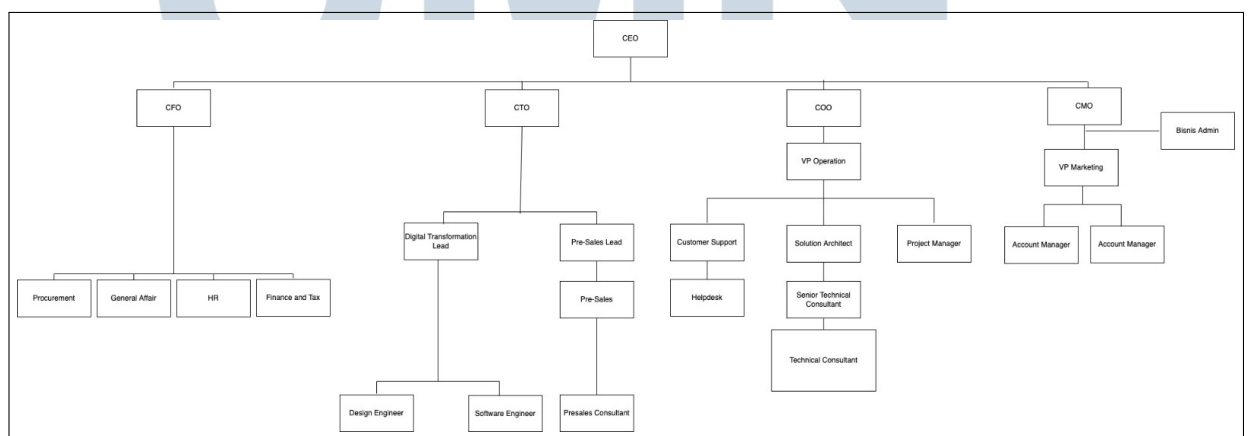 CEO
CFO
CTO
COO
CMO
Bisnis Admin
VP Operation
VP Marketing
Digital Transformation
Lead
Pre-Sales Lead
Customer Support
Solution Architect
Project Manager
Account Manager
Account Manager
Procurement
General Affair
HR
Finance and Tax
Pre-Sales
Helpdesk
Senior Technical
Consultant
Technical Consultant
Design Engineer
Software Engineer
Presales Consultant